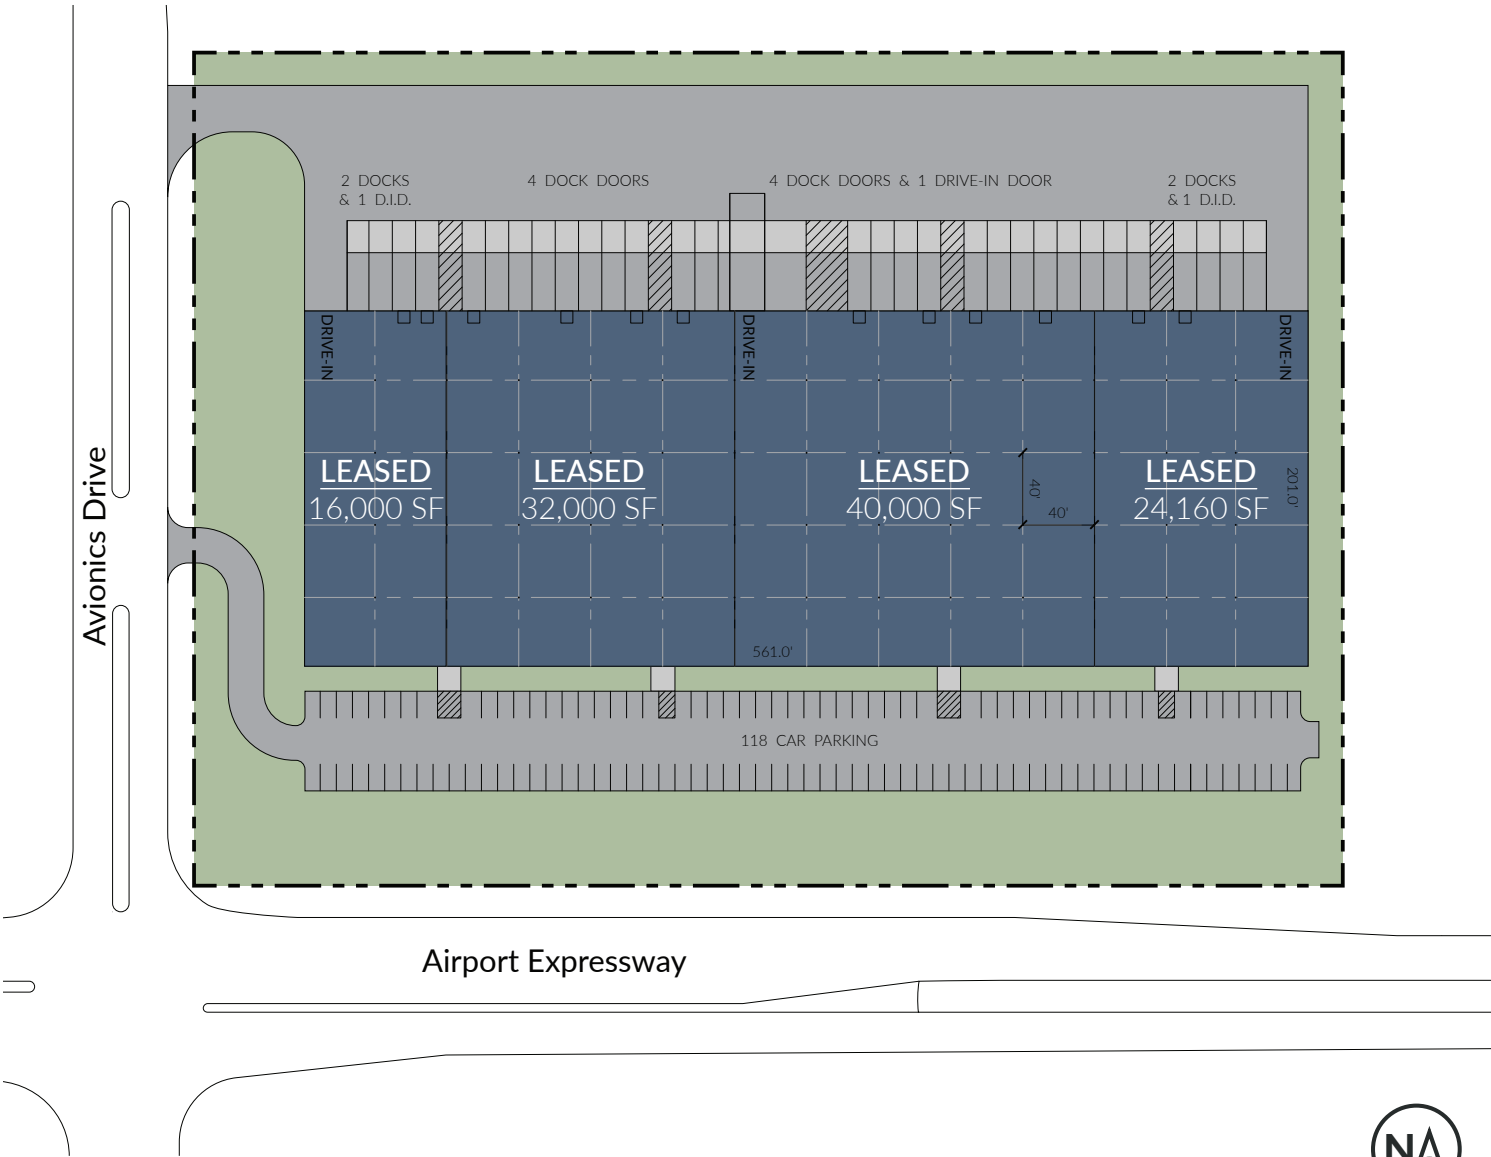 2 DOCKS
& 1 D.I.D.
4 DOCK DOORS
4 DOCK DOORS & 1 DRIVE-IN DOOR
2 DOCKS
& 1 D.I.D.
DRIVE-IN
DRIVE-IN
DRIVE-IN
LEASED
16,000 SF
LEASED
32,000 SF
LEASED
40,000 SF
40'
40'
LEASED
24,160 SF
201.0'
561.0'
118 CAR PARKING
Avionics Drive
Airport Expressway
N